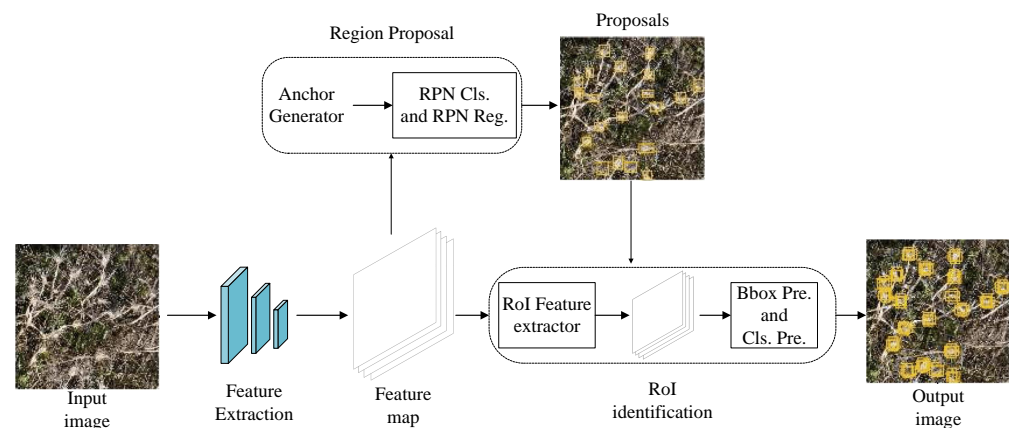 Region Proposal
Proposals
Anchor
Generator
RPN Cls.
and RPN Reg.
RoI Feature
extractor
Bbox Pre.
and
Cls. Pre.
Input
image
Feature
Extraction
Feature
map
RoI
identification
Output
image